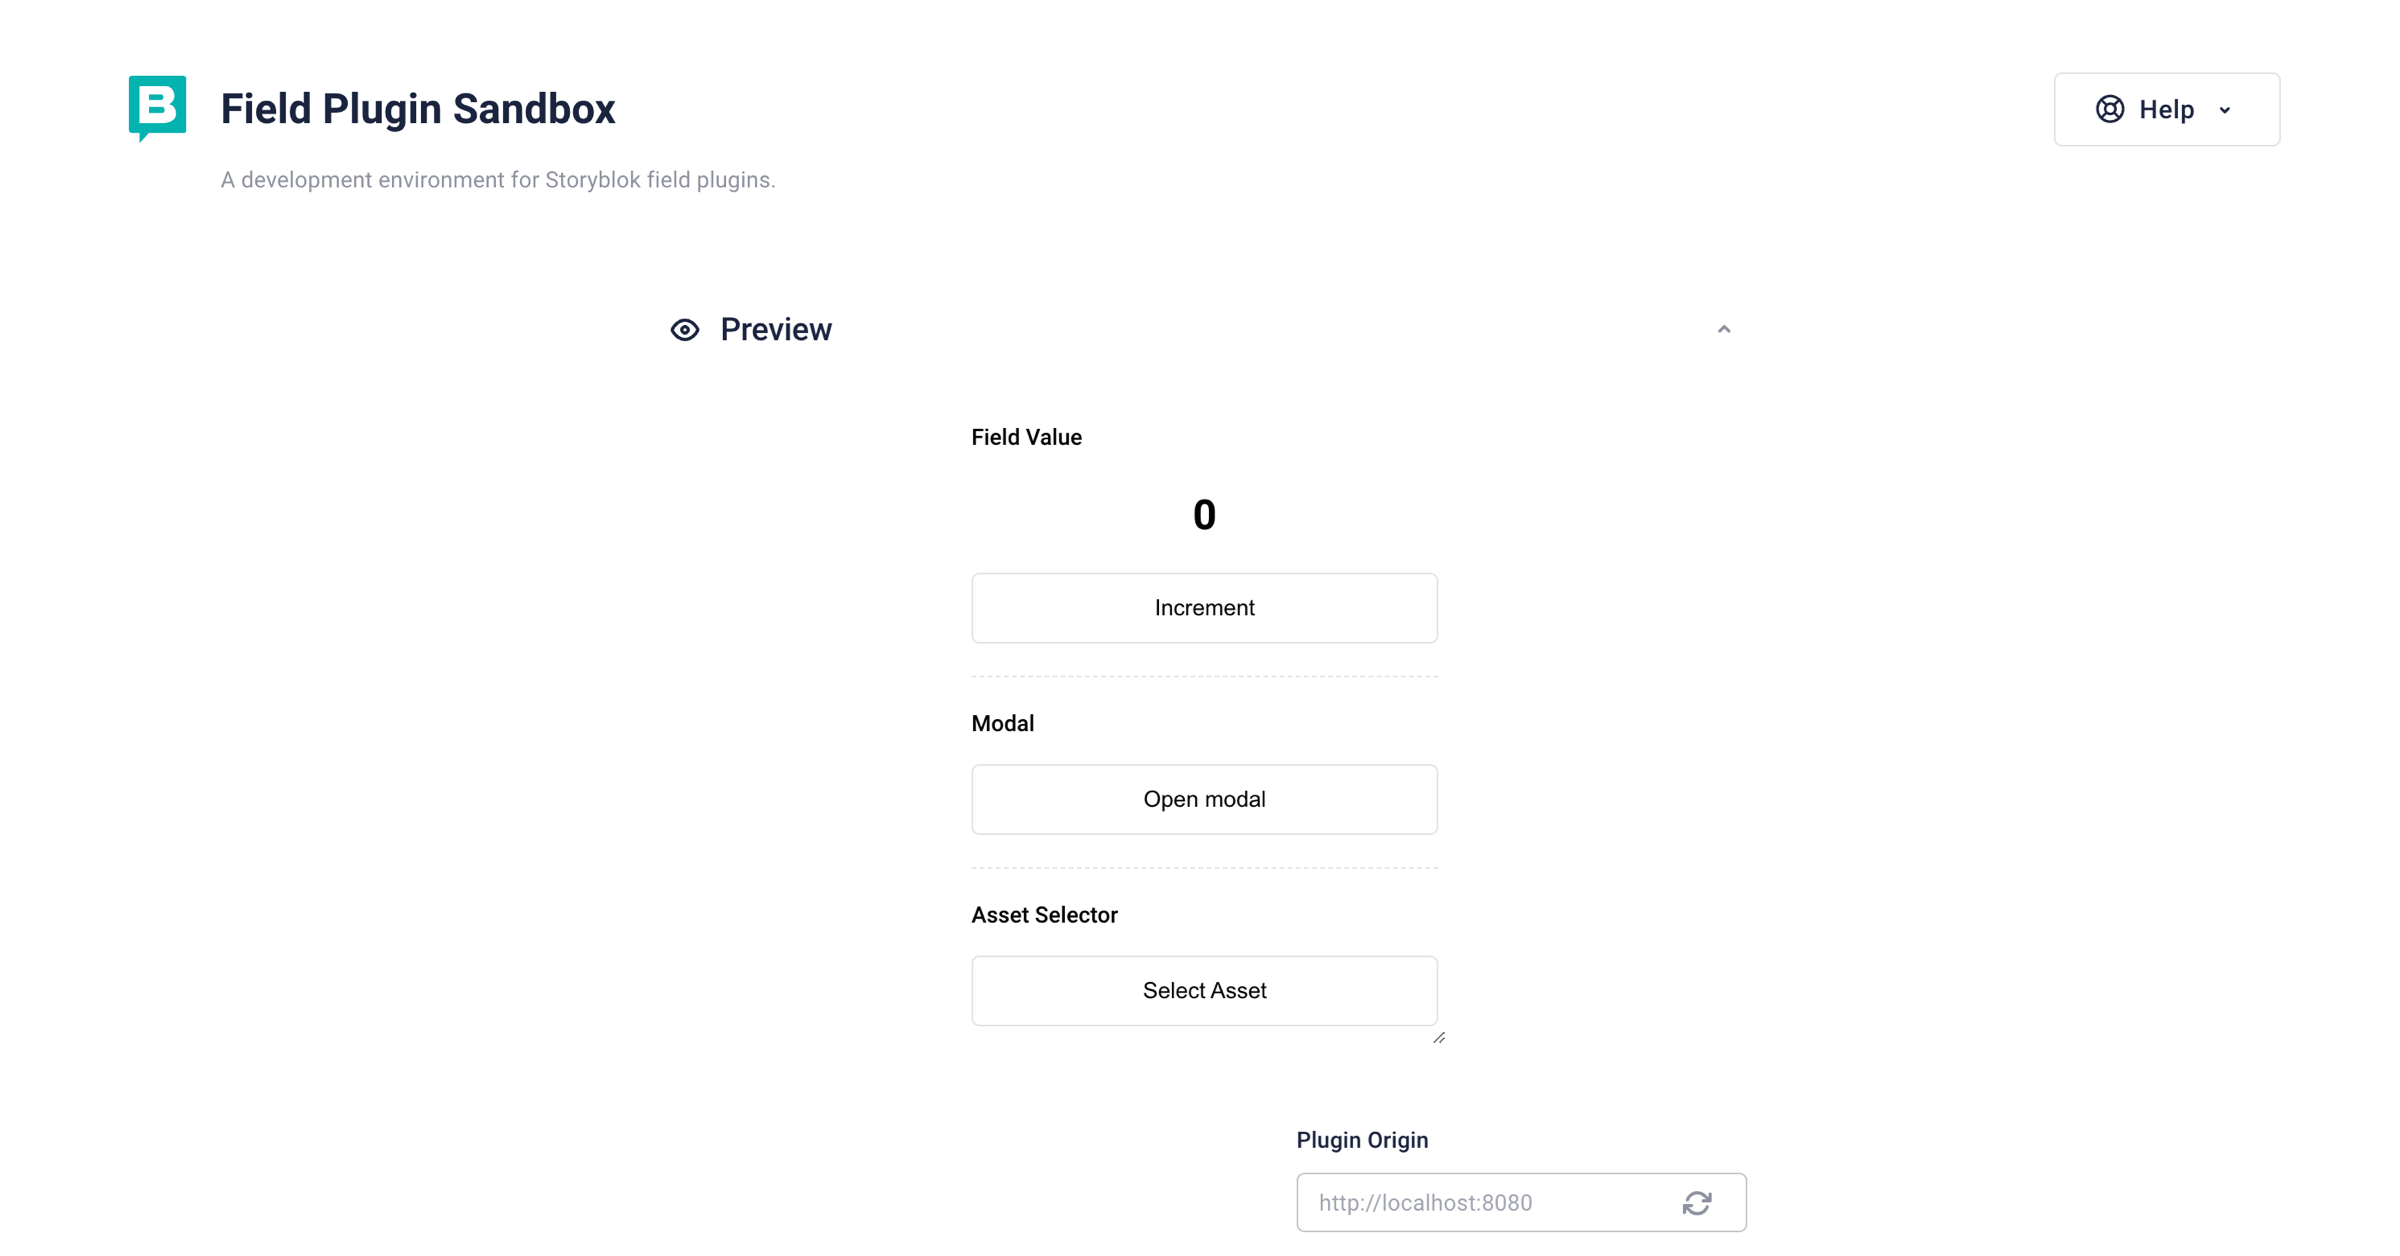 B
Field Plugin Sandbox
Help
A development environment for Storyblok field plugins.
Preview
Field Value
0
Increment
Modal
Open modal
Asset Selector
Select Asset
Plugin Origin
http://localhost:8080